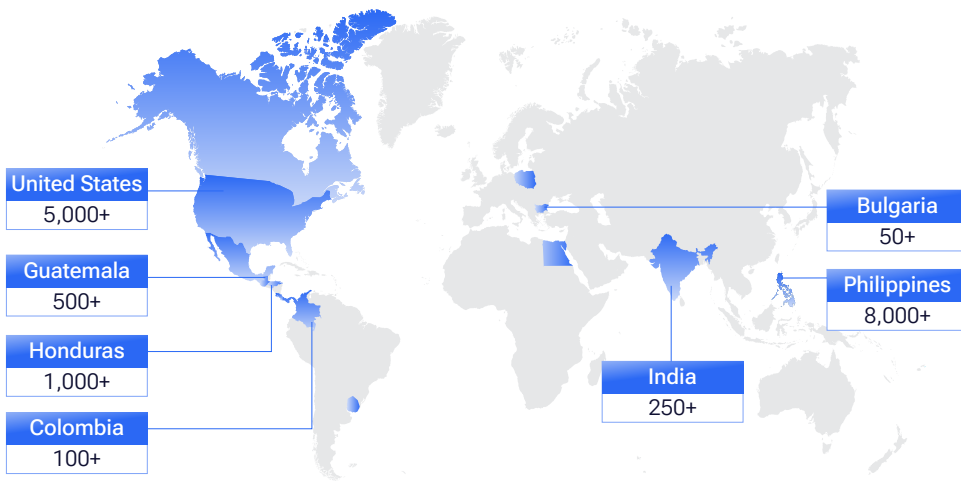 United States
5,000+
Guatemala
500+
Honduras
1,000+
Colombia
100+
Bulgaria
50+
Philippines
8,000+
India
250+